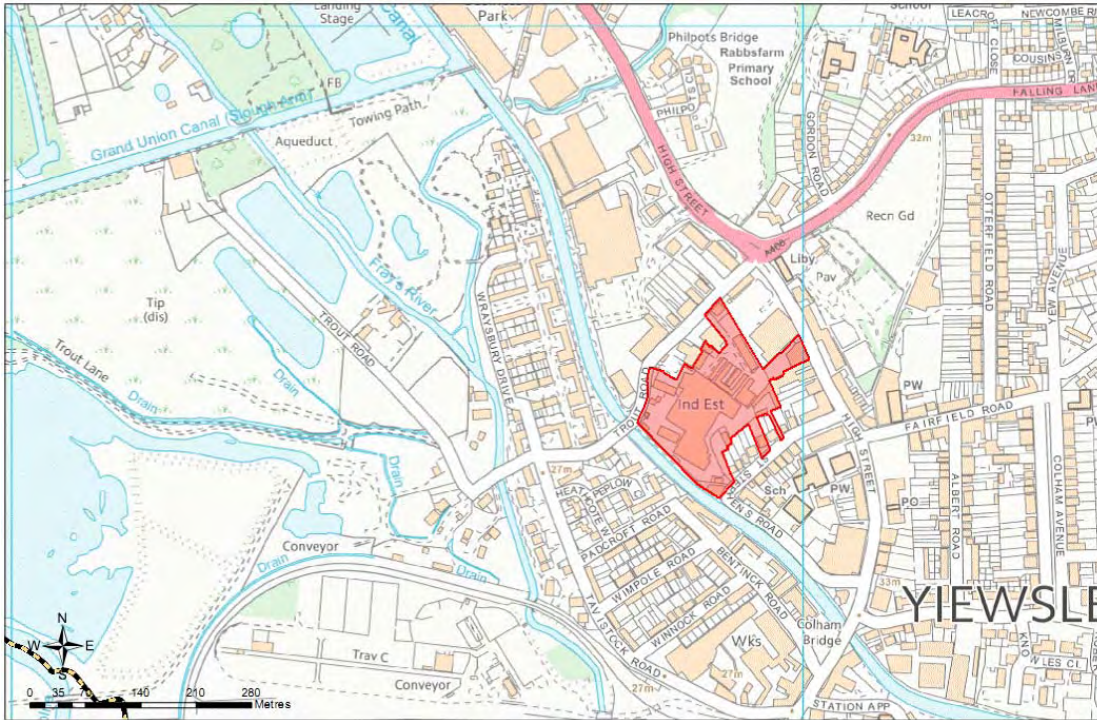 Landing
Stage
Canal
Park
Philpots Bridge
Rabbsfarm
Primary
School
School
LEACROFT CLOSE
NEWCOMBE RI
COUSINS
FALLING LANE
FB
Towing Path
Grand Union Canal (Slough Arm)
Aqueduct
PHILPOTS CL
HIGH STREET
GORDON ROAD
32m
Recn Gd
OTTERFIELD ROAD
YEW AVENUE
A408
Liby
Pav
Fray's River
WRAYSBURY DRIVE
Tip
(dis)
TROUT ROAD
Trout Lane
Drain
Drain
Ind Est
TROUT ROAD
PW
FAIRFIELD ROAD
HIGH STREET
27m
HEATHCOTE W
PEPLOW
Sch
PW
PO
ALBERT ROAD
COLHAM AVENUE
Drain
PADCROFT ROAD
WIMPOLE ROAD
WINNOCK ROAD
BENTINCK ROAD
TAVISTOCK ROAD
Conveyor
Drain
Drain
33m
YIEWSLE
Colham
Bridge
Wks
Trav C
Conveyor
27m
27m
STATION APP
N
W
E
S
0 35 70 140 210 280
Metres